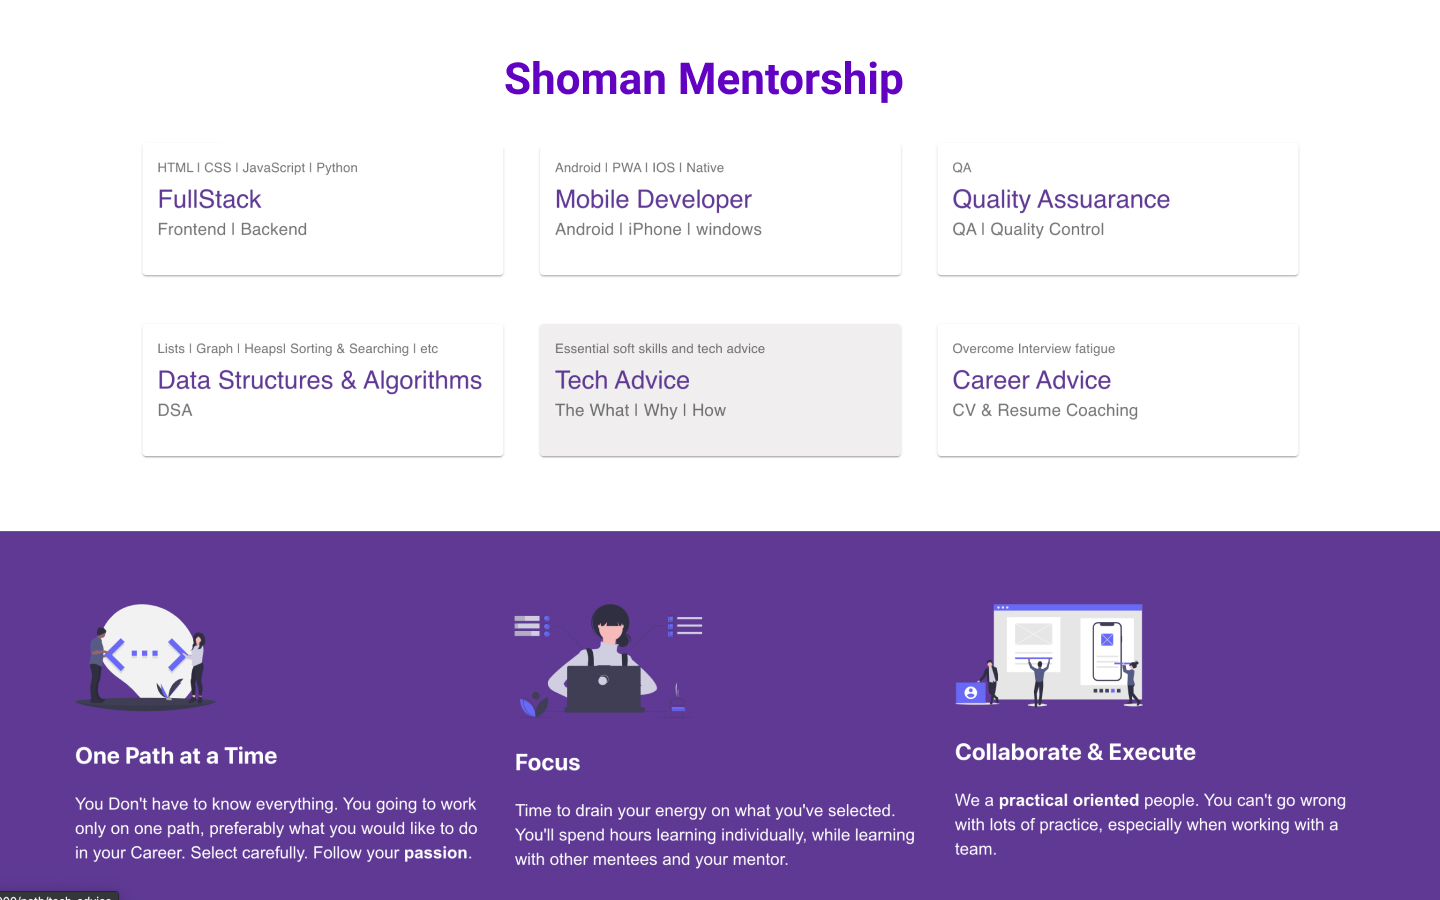 Shoman Mentorship
HTML | CSS | JavaScript | Python
FullStack
Frontend | Backend
Android | PWA | IOS | Native
Mobile Developer
Android | iPhone | windows
QA
Quality Assuarance
QA | Quality Control
Lists | Graph | Heaps| Sorting & Searching | etc
Data Structures & Algorithms
DSA
Essential soft skills and tech advice
Tech Advice
The What | Why | How
Overcome Interview fatigue
Career Advice
CV & Resume Coaching
One Path at a Time
You Don't have to know everything. You going to work
only on one path, preferably what you would like to do
in your Career. Select carefully. Follow your passion.
Focus
Time to drain your energy on what you've selected.
You'll spend hours learning individually, while learning
with other mentees and your mentor.
Collaborate & Execute
We a practical oriented people. You can't go wrong
with lots of practice, especially when working with a
team.